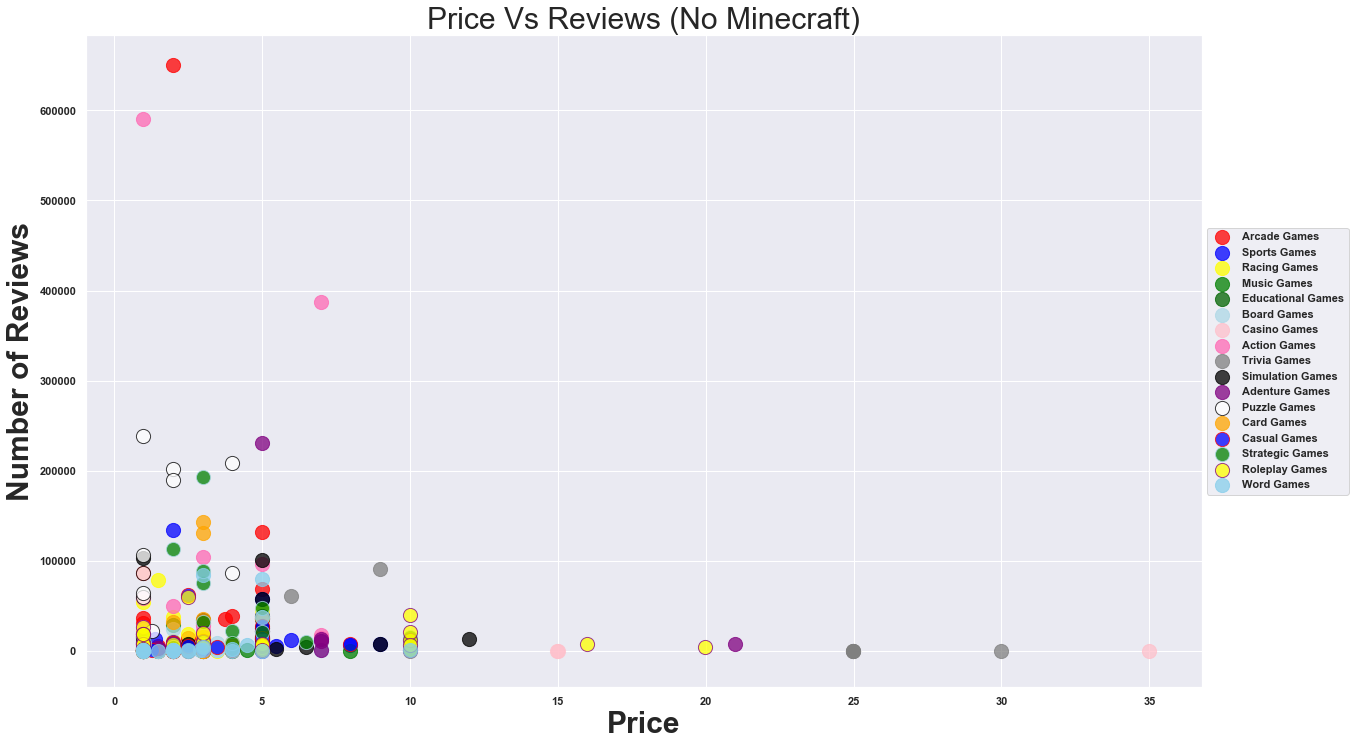 Price Vs Reviews (No Minecraft)
Number of Reviews
600000
500000
400000
300000
200000
100000
0
0 5 10 15 20 25 30 35
Price
Arcade Games
Sports Games
Racing Games
Music Games
Educational Games
Board Games
Casino Games
Action Games
Trivia Games
Simulation Games
Adenture Games
Puzzle Games
Card Games
Casual Games
Strategic Games
Roleplay Games
Word Games